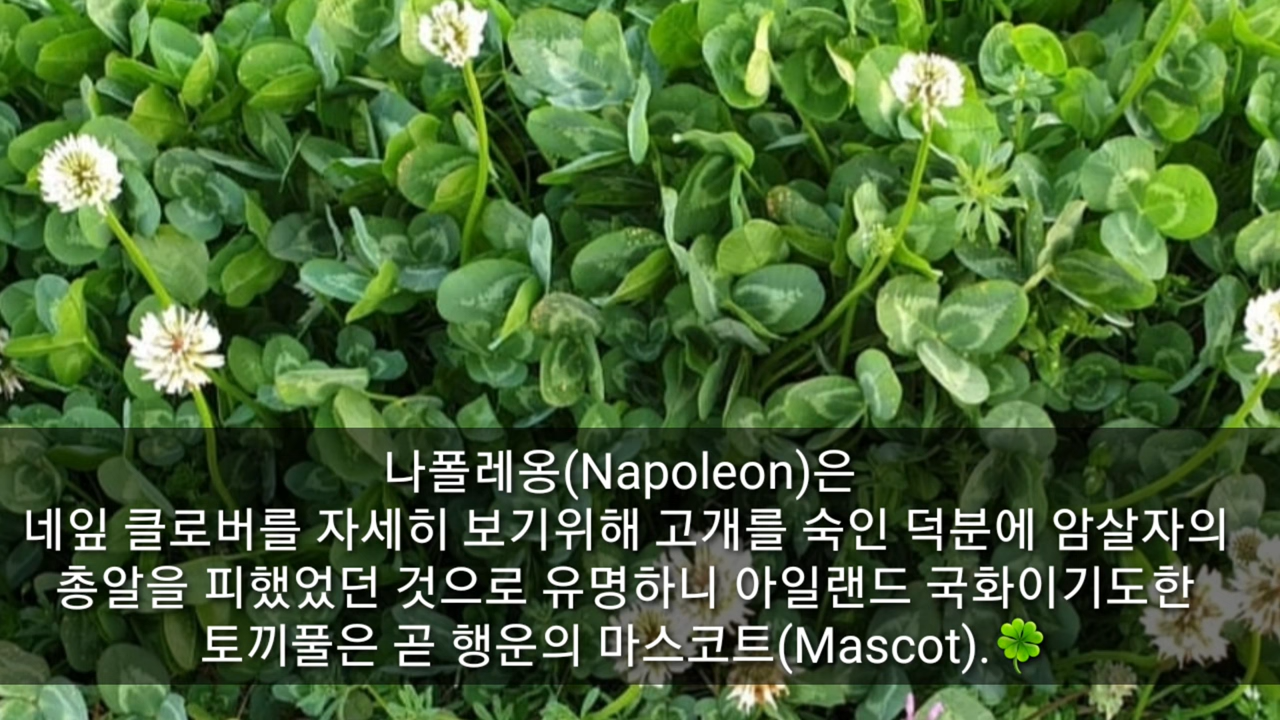 나폴레옹(Napoleon)은
네잎 클로버를 자세히 보기위해 고개를 숙인 덕분에 암살자의
총알을 피했었던 것으로 유명하니 아일랜드 국화이기도한
토끼풀은 곧 행운의 마스코트(Mascot).🍀